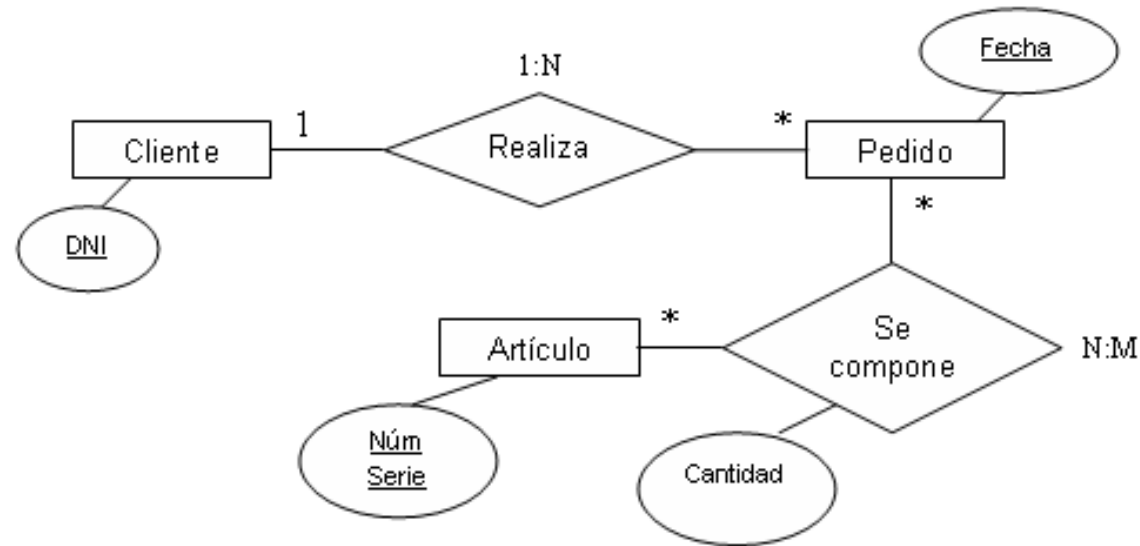 Fecha
1:N
Cliente
1
Realiza
*
Pedido
*
DNI
Artículo
*
Se
compone
N:M
Núm
Serie
Cantidad